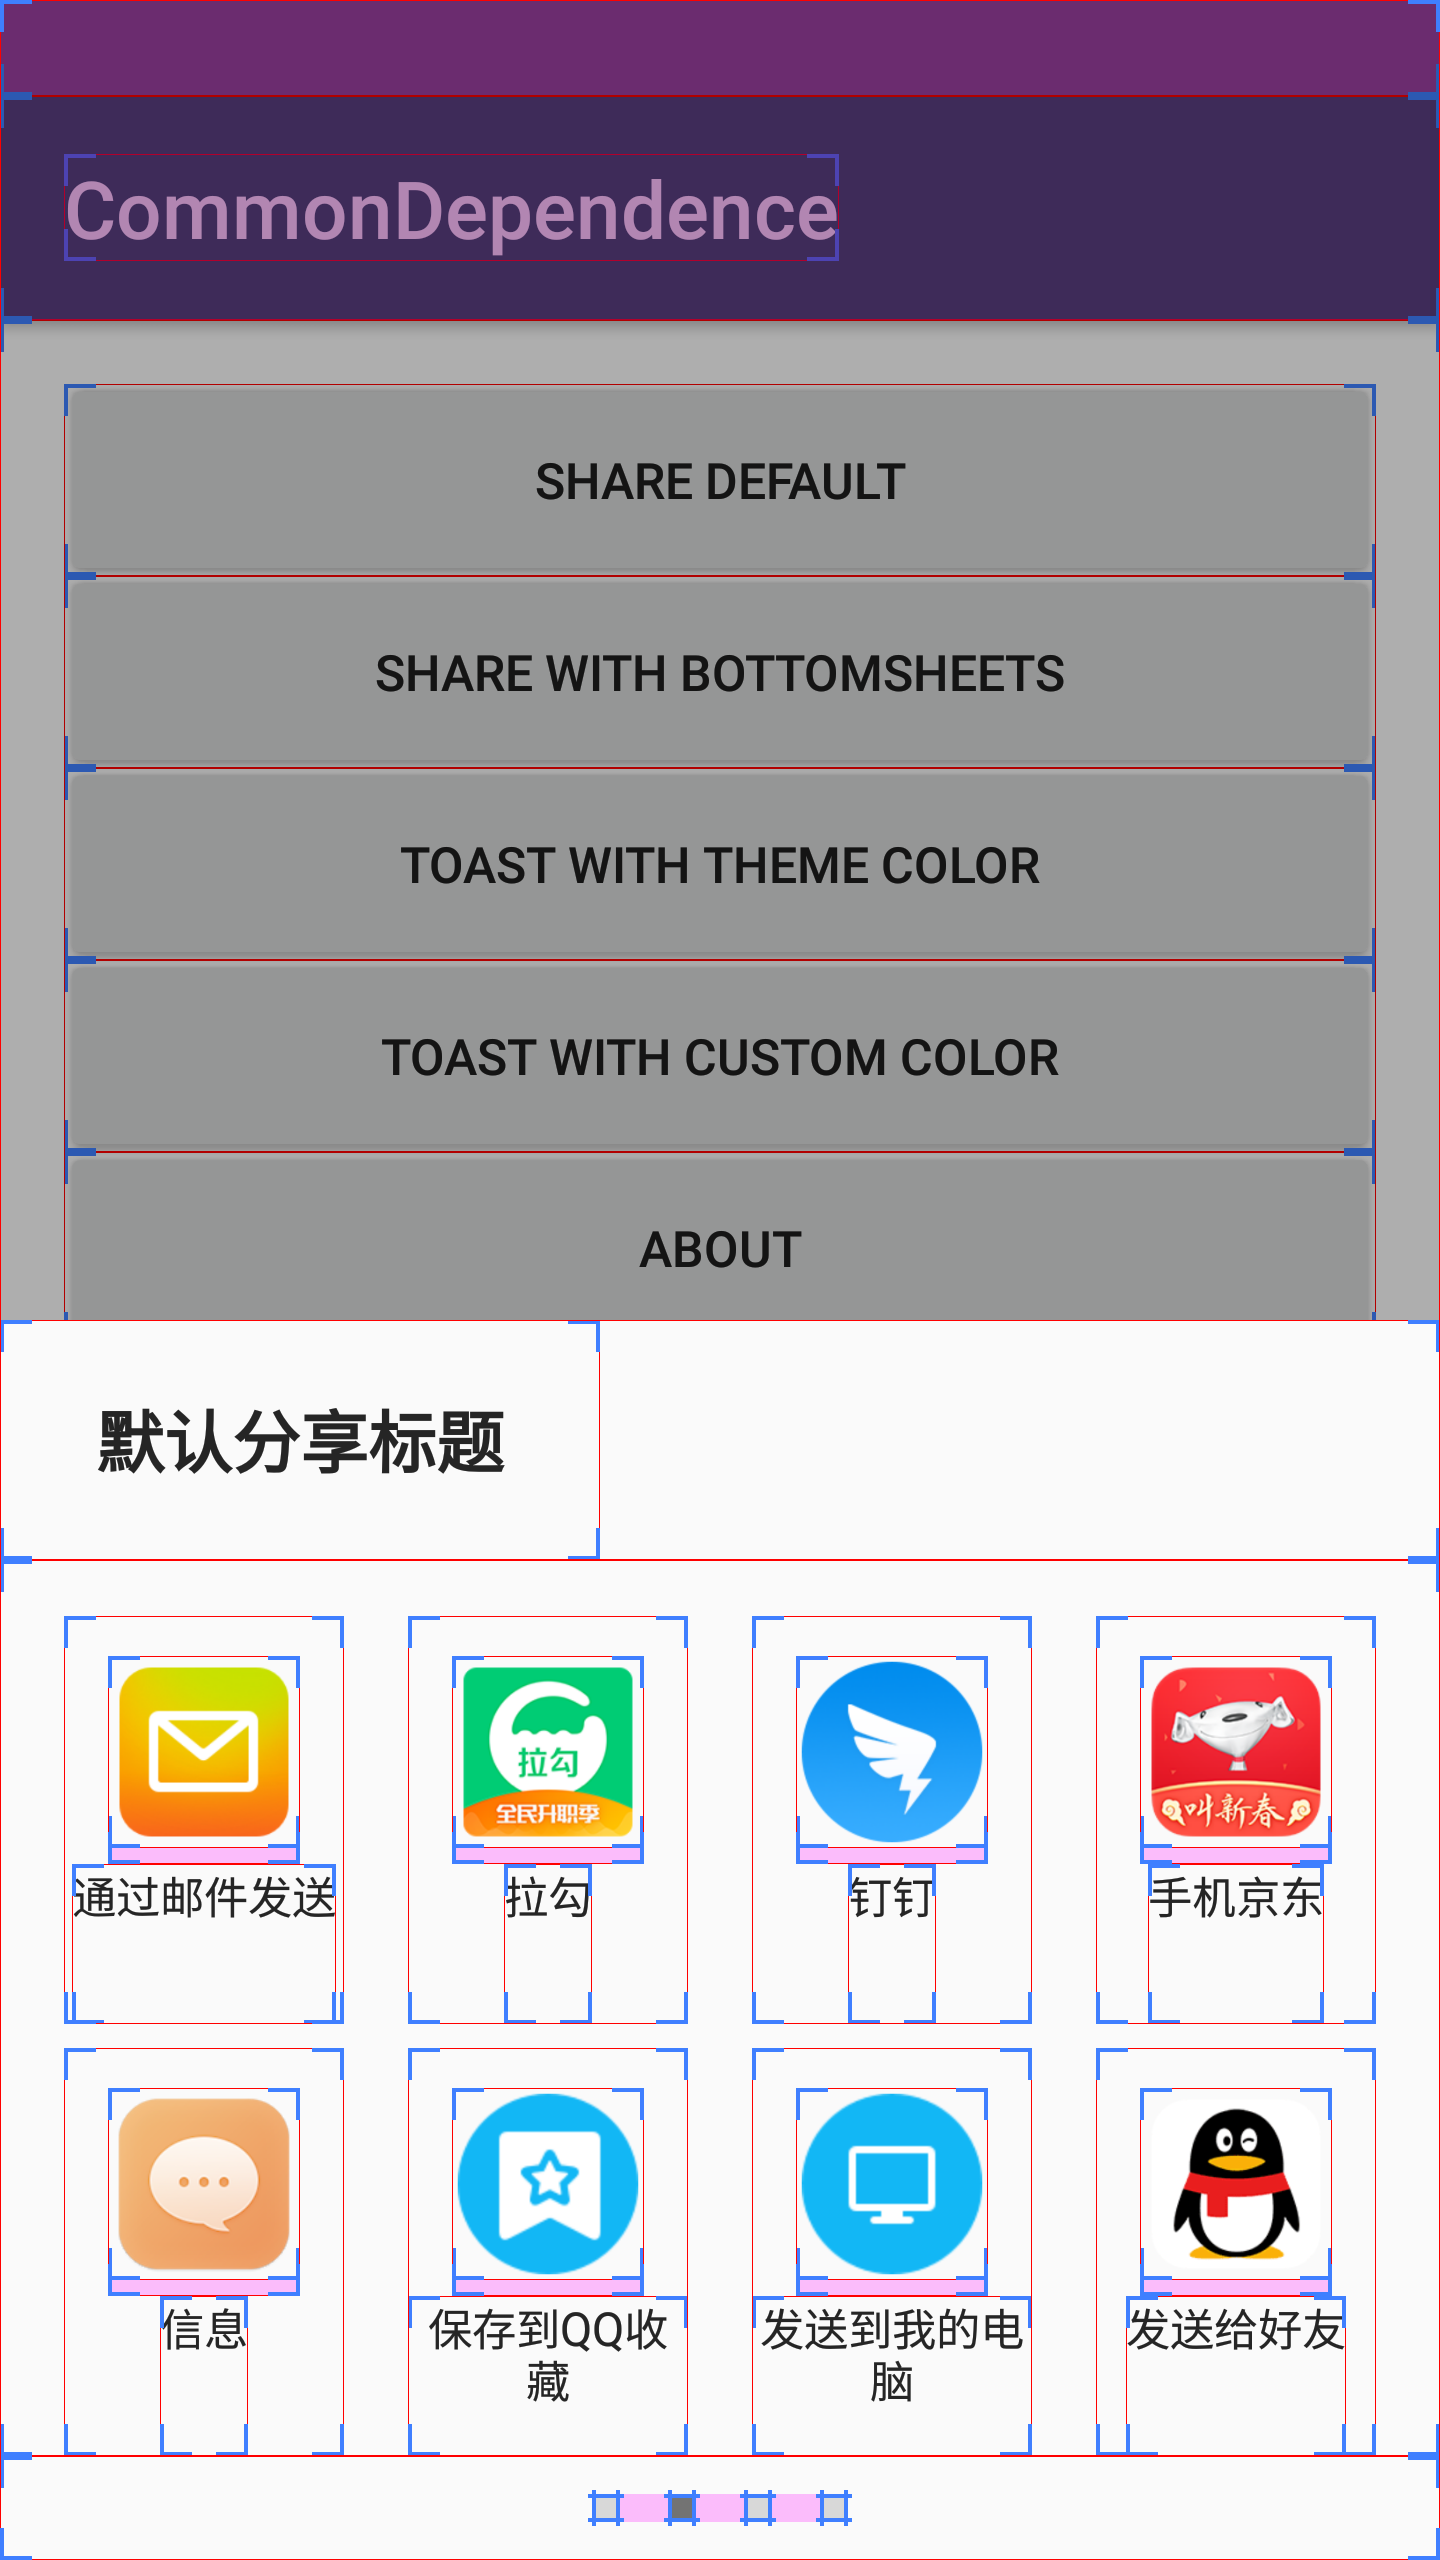 CommonDependence
SHARE DEFAULT
SHARE WITH BOTTOMSHEETS
TOAST WITH THEME COLOR
TOAST WITH CUSTOM COLOR
ABOUT
默认分享标题
拉勾
全民升职季
叫新春
通过邮件发送
拉勾
钉钉
手机京东
信息
保存到QQ收
藏
发送到我的电
脑
发送给好友